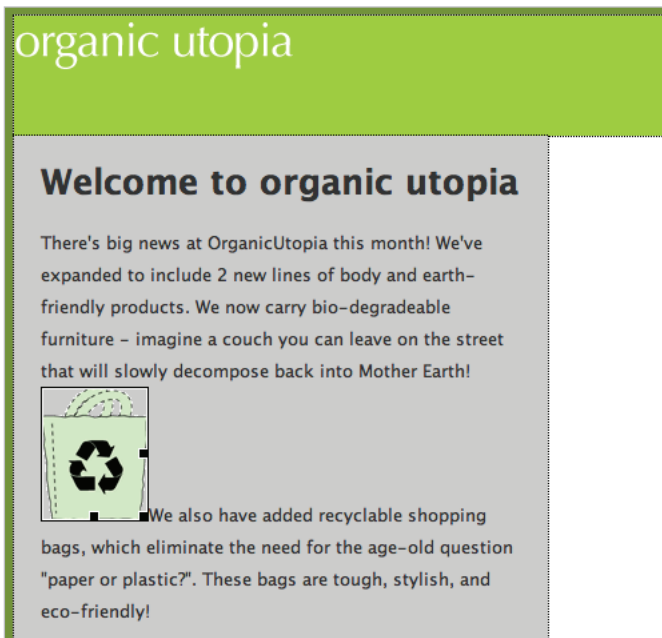 organic utopia
Welcome to organic utopia
There's big news at OrganicUtopia this month! We've
expanded to include 2 new lines of body and earth-
friendly products. We now carry bio-degradeable
furniture - imagine a couch you can leave on the street
that will slowly decompose back into Mother Earth!
We also have added recyclable shopping
bags, which eliminate the need for the age-old question
"paper or plastic?". These bags are tough, stylish, and
eco-friendly!